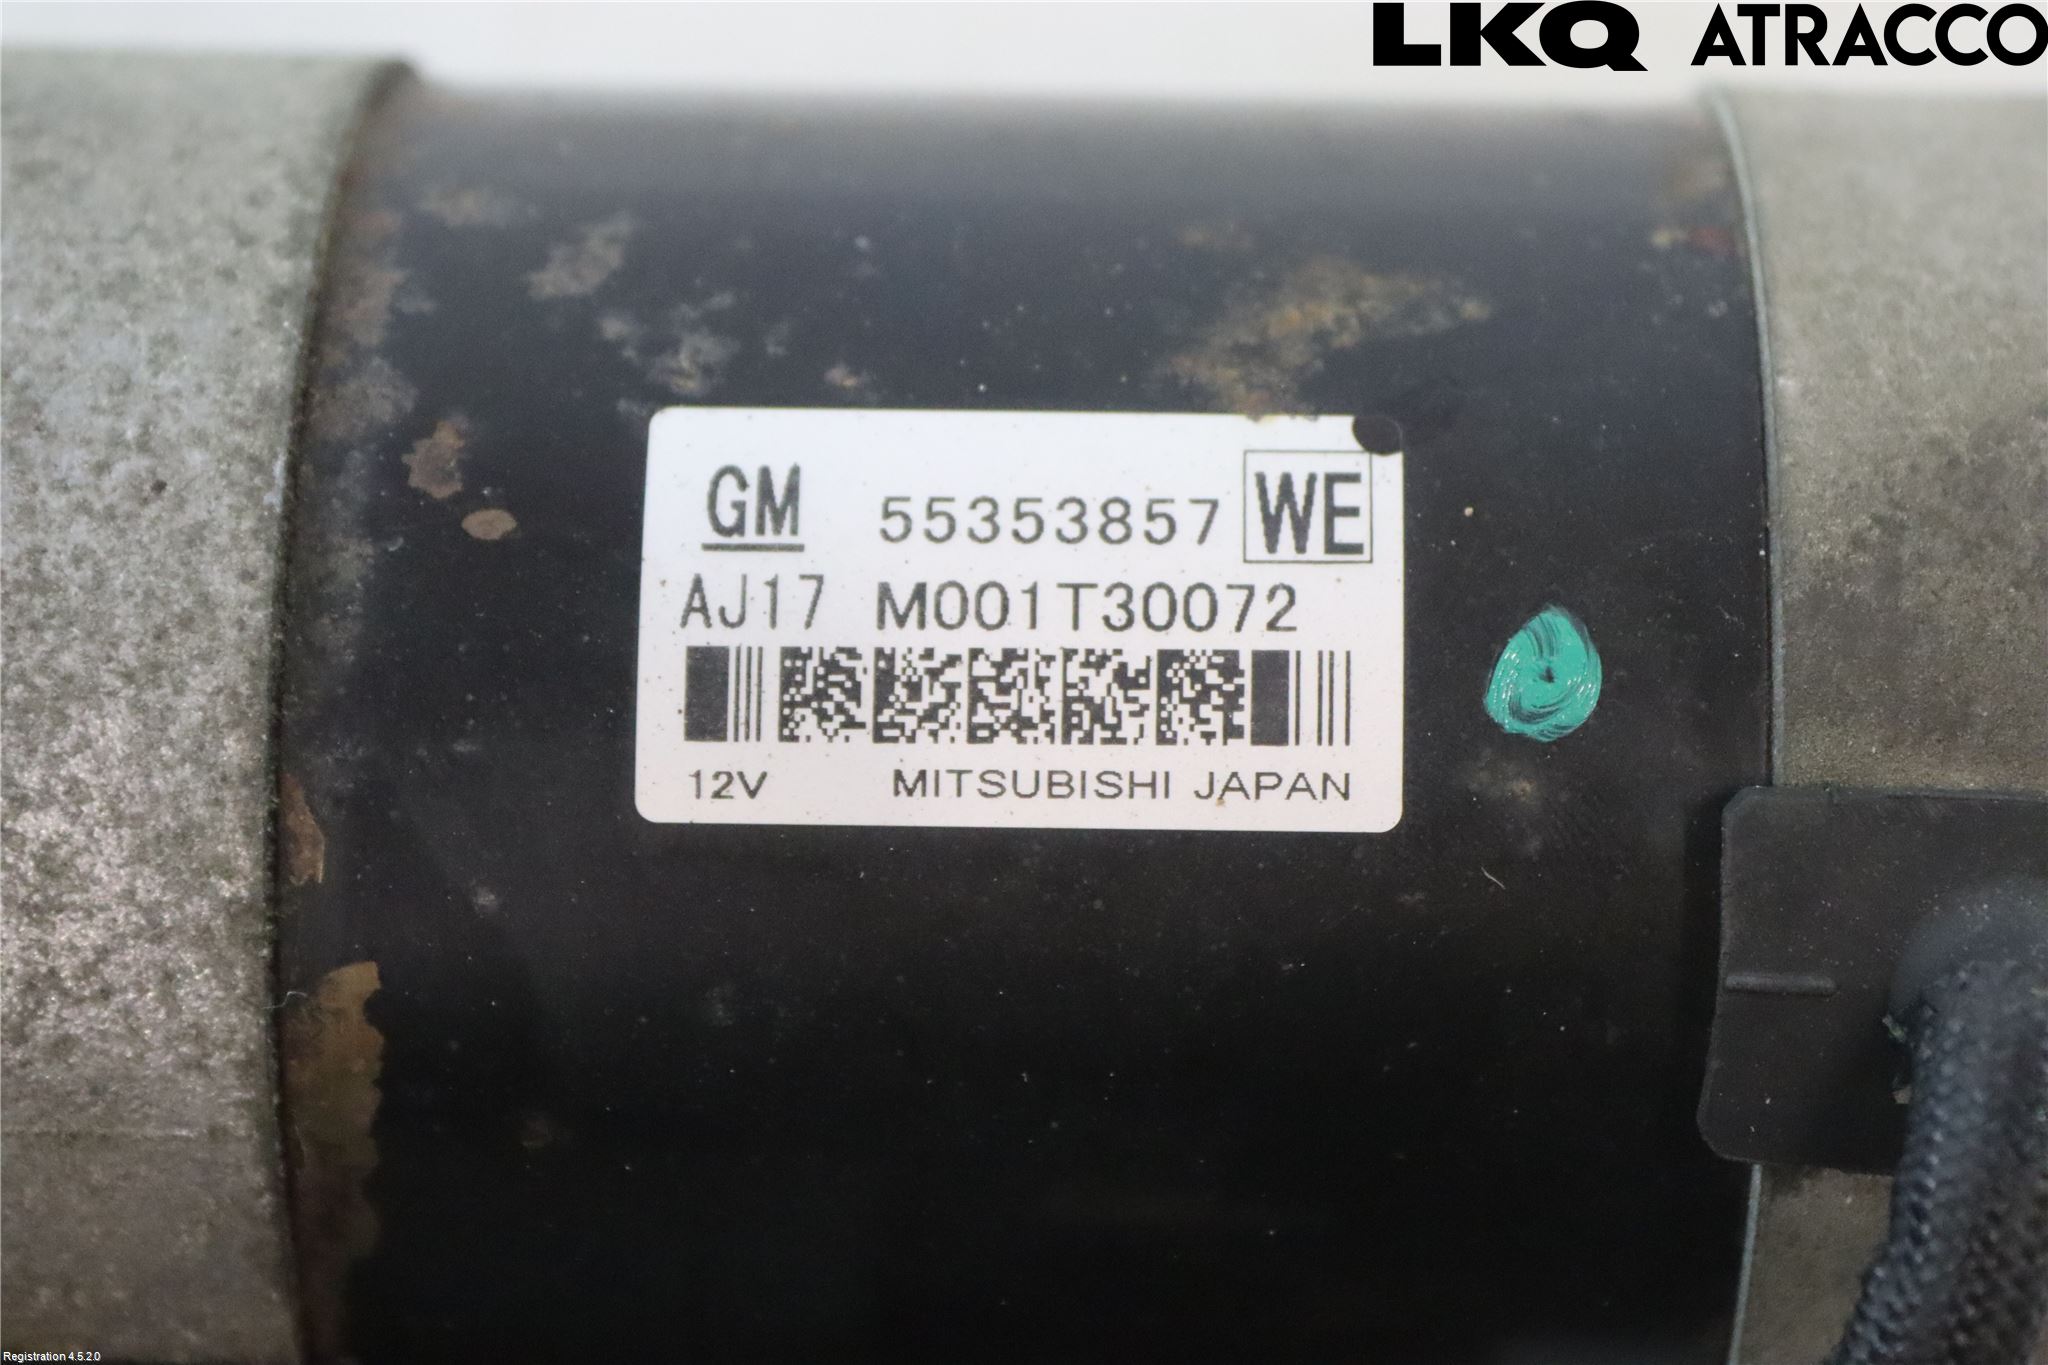 LKQ ATRACCO
GM 55353857 WE
AJ17 M001T30072
12V MITSUBISHI JAPAN
Registration 4.5.2.0